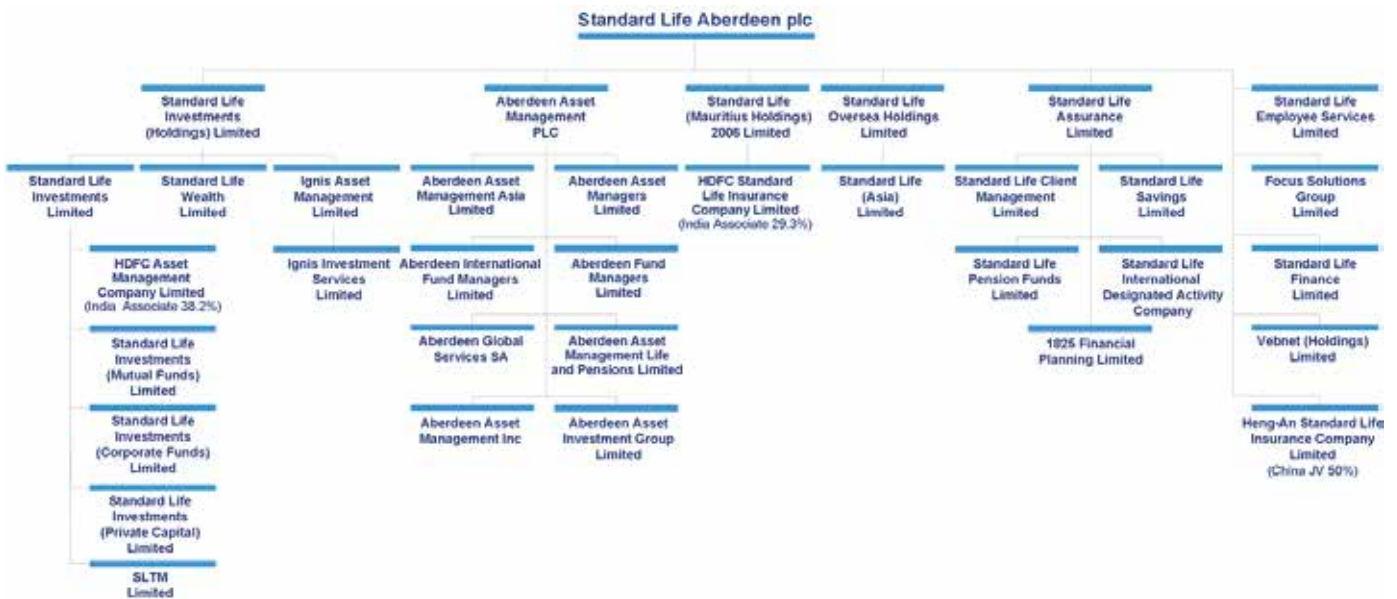 Standard Life Aberdeen plc
Standard Life
Investments
(Holdings) Limited
Aberdeen Asset
Management
PLC
Standard Life
(Mauritius Holdings)
2006 Limited
Standard Life
Oversea Holdings
Limited
Standard Life
Assurance
Limited
Standard Life
Employee Services
Limited
Standard Life
Investments
Limited
Standard Life
Wealth
Limited
Ignis Asset
Management
Limited
Aberdeen Asset
Management Asia
Limited
Aberdeen Asset
Managers
Limited
HDFC Standard
Life Insurance
Company Limited
(India Associate 29.3%)
Standard Life
(Asia)
Limited
Standard Life Client
Management
Limited
Standard Life
Savings
Limited
Focus Solutions
Group
Limited
HDFC Asset
Management
Company Limited
(India Associate 38.2%)
Ignis Investment
Services
Limited
Aberdeen International
Fund Managers
Limited
Aberdeen Fund
Managers
Limited
Standard Life
Pension Funds
Limited
Standard Life
International
Designated Activity
Company
Standard Life
Finance
Limited
Standard Life
Investments
(Mutual Funds)
Limited
Aberdeen Global
Services SA
Aberdeen Asset
Management Life
and Pensions Limited
1825 Financial
Planning Limited
Vebnet (Holdings)
Limited
Standard Life
Investments
(Corporate Funds)
Limited
Aberdeen Asset
Management Inc
Aberdeen Asset
Investment Group
Limited
Heng-An Standard Life
Insurance Company
Limited
(China JV 50%)
Standard Life
Investments
(Private Capital)
Limited
SLTM
Limited